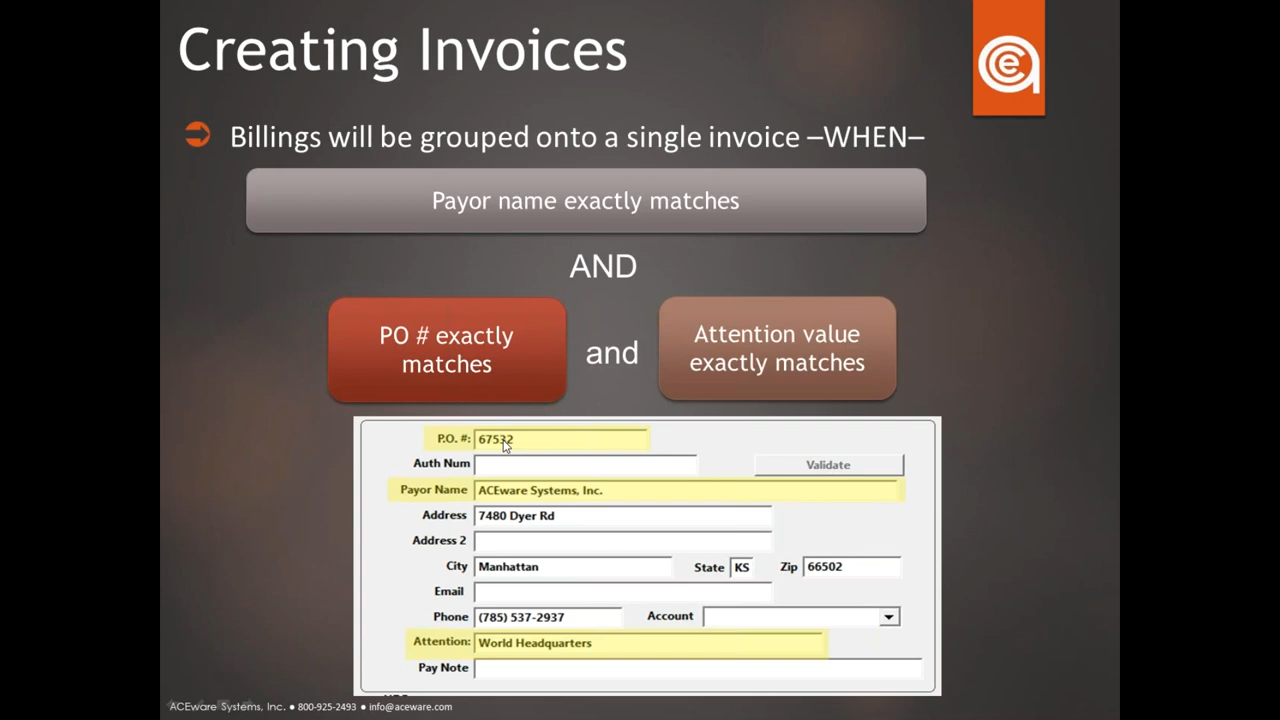 Creating Invoices
Billings will be grouped onto a single invoice –WHEN–
Payor name exactly matches
AND
PO # exactly
matches
and
Attention value
exactly matches
P.O. #: 67532
Auth Num
Validate
Payor Name ACEware Systems, Inc.
Address 7480 Dyer Rd
Address 2
City Manhattan State KS Zip 66502
Email
Phone (785) 537-2937 Account
Attention: World Headquarters
Pay Note
ACEware Systems, Inc. ● 800-925-2493 ● info@aceware.com